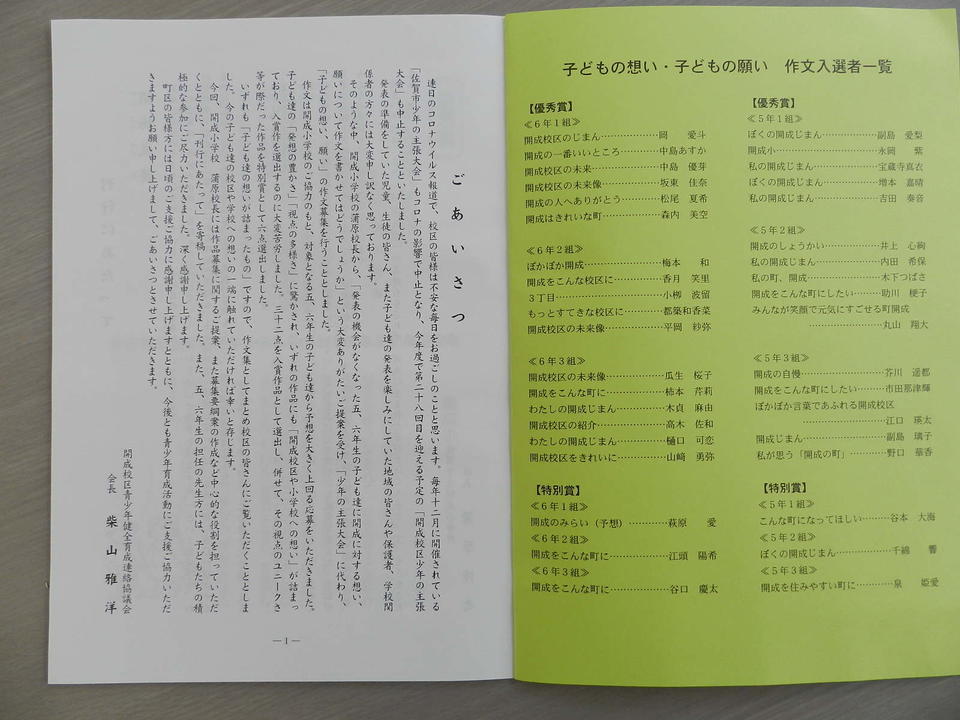 ごあいさつ
連日のコロナウイルス報道で、校区の皆様は不安な毎日をお過ごしのことと思います。毎年十二月に開催されている
「佐賀市少年の主張大会」もコロナの影響で中止となり、今年度で第二十八回目を迎える予定の「開成校区少年の主張
大会」も中止することといたしました。
発表の準備をしていた児童、生徒の皆さん、また子ども達の発表を楽しみにしていた地域の皆さんや保護者、学校関
係者の方々には大変申し訳なく思っております。
そのような中、開成小学校の蒲原校長から、「発表の機会がなくなった五、六年生の子ども達に開成に対する想い、
願いについて作文を書かせてはどうでしょうか」という大変ありがたいご提案を受け、「少年の主張大会」に代わり、
「子どもの想い、願い」の作文募集を行うことにしました。
作文は開成小学校のご協力のもと、対象となる五、六年生の子ども達から予想を大きく上回る応募をいただきました。
子ども達の「発想の豊かさ」「視点の多様さ」に驚かされ、いずれの作品にも「開成校区や小学校への想い」が詰まっ
ており、入賞作を選出するのに大変苦労しました。三十二点を入賞作品として選出し、併せて、その視点のユニークさ
等が際だった作品を特別賞として六点選出しました。
いずれも「子ども達の想いが詰まったもの」ですので、作文集としてまとめ校区の皆さんにご覧いただくこととしま
した。今の子ども達の校区や学校への想いの一端に触れていただければ幸いと存します。
今回、開成小学校 蒲原校長には作品募集に関するご提案、また募集要綱案の作成など中心的な役割を担っていただ
くとともに、「刊行にあたって」を寄稿していただきました。また、五、六年生の担任の先生方には、子どもたちの積
極的な参加にご尽力いただきました。深く感謝申し上げます。
町区の皆様方には日頃のご支援ご協力に感謝申し上げますとともに、今後とも青少年育成活動にご支援ご協力いただ
きますようお願い申し上げまして、ごあいさつとさせていただきます。
開成校区青少年健全育成連絡協議会
会長 柴山雅洋
―1―
子どもの想い・子どもの願い 作文入選者一覧
【優秀賞】
≪6年1組≫
開成校区のじまん……………岡 愛斗
開成の一番いいところ………中島あすか
開成校区の未来………………中島 優芽
開成校区の未来像……………坂東 佳奈
開成の人へありがとう………松尾 夏希
開成はきれいな町……………森内 美空
≪6年2組≫
ぽかぽか開成…………………梅本 和
開成をこんな校区に…………香月 笑里
3丁目…………………………小栁 波留
もっとすてきな校区に………都築和香菜
開成校区の未来像……………平岡 紗弥
≪6年3組≫
開成校区の未来像……………瓜生 桜子
開成をこんな町に……………柿本 芹莉
わたしの開成じまん…………木貞 麻由
開成校区の紹介………………高木 佐和
わたしの開成じまん…………樋口 可恋
開成校区をきれいに…………山﨑 勇弥
【特別賞】
≪6年1組≫
開成のみらい(予想)…………萩原 愛
≪6年2組≫
開成をこんな町に……………江頭 陽希
≪6年3組≫
開成をこんな町に……………谷口 慶太
【優秀賞】
≪5年1組≫
ぼくの開成じまん……………副島 愛梨
開成小…………………………永岡 紫
私の開成じまん………………宝蔵寺真衣
ぼくの開成じまん……………増本 嘉晴
私の開成じまん………………吉田 奏音
≪5年2組≫
開成のしょうかい……………井上 心絢
私の開成じまん………………内田 希保
私の町、開成…………………木下つばさ
開成をこんな町にしたい……助川 梗子
みんなが笑顔で元気にすごせる町開成
……………………丸山 翔大
≪5年3組≫
開成の自慢……………………芥川 遥都
開成をこんな町にしたい……市田那津輝
ぽかぽか言葉であふれる開成校区
……………………江口 瑛太
開成じまん……………………副島 璃子
私が思う「開成の町」…………野口 華香
【特別賞】
≪5年1組≫
こんな町になってほしい……谷本 大海
≪5年2組≫
ぼくの開成じまん……………千綿 響
≪5年3組≫
開成を住みやすい町に………泉 姫愛